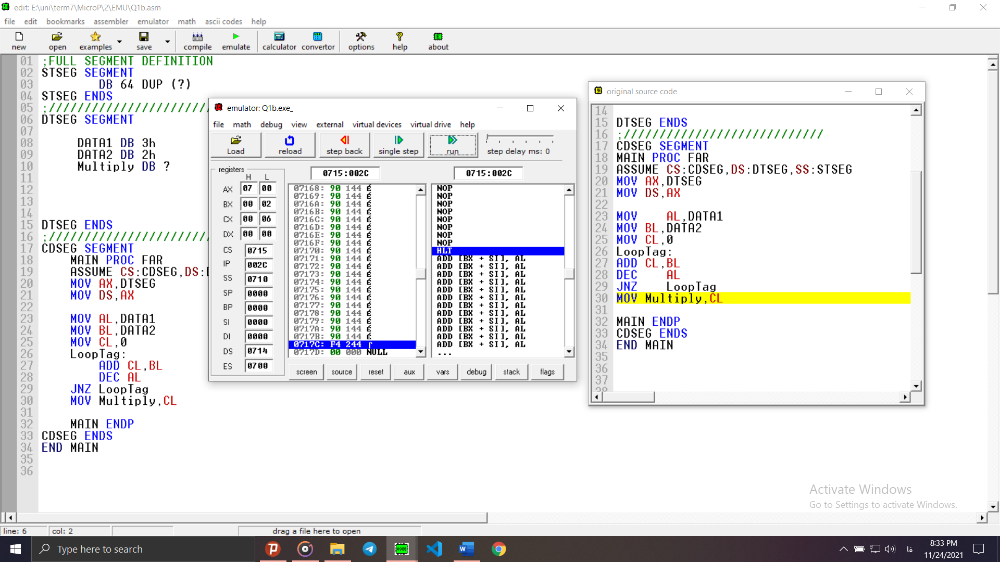 edit: E:\uni\term7\MicroP\2\EMU\Q1b.asm
file edit bookmarks assembler emulator math ascii codes help
new open examples save compile emulate calculator convertor options help about
01 ;FULL SEGMENT DEFINITION
02 STSEG SEGMENT
03 DB 64 DUP (?)
04 STSEG ENDS
05 ;///////////////////////
06 DTSEG SEGMENT
07
08 DATA1 DB 3h
09 DATA2 DB 2h
10 Multiply DB ?
11
12
13
14
15 DTSEG ENDS
16 ;///////////////////////
17 CDSEG SEGMENT
18 MAIN PROC FAR
19 ASSUME CS:CDSEG,DS:
20 MOV AX,DTSEG
21 MOV DS,AX
22
23 MOV AL,DATA1
24 MOV BL,DATA2
25 MOV CL,0
26 LoopTag:
27 ADD CL,BL
28 DEC AL
29 JNZ LoopTag
30 MOV Multiply,CL
31
32 MAIN ENDP
33 CDSEG ENDS
34 END MAIN
35
36
emulator: Q1b.exe_
file math debug view external virtual devices virtual drive help
Load reload step back single step run step delay ms: 0
registers
H L
AX 07 00
BX 00 02
CX 00 06
DX 00 00
CS 0715
IP 002C
SS 0710
SP 0000
BP 0000
SI 0000
DI 0000
DS 0714
ES 0700
0715:002C
07168: 90 144 É
07169: 90 144 É
0716A: 90 144 É
0716B: 90 144 É
0716C: 90 144 É
0716D: 90 144 É
0716E: 90 144 É
0716F: 90 144 É
07170: 90 144 É
07171: 90 144 É
07172: 90 144 É
07173: 90 144 É
07174: 90 144 É
07175: 90 144 É
07176: 90 144 É
07177: 90 144 É
07178: 90 144 É
07179: 90 144 É
0717A: 90 144 É
0717B: 90 144 É
0717C: F4 244 ⌠
0717D: 00 000 NULL
0715:002C
NOP
NOP
NOP
NOP
NOP
NOP
NOP
NOP
HLT
ADD [BX + SI], AL
ADD [BX + SI], AL
ADD [BX + SI], AL
ADD [BX + SI], AL
ADD [BX + SI], AL
ADD [BX + SI], AL
ADD [BX + SI], AL
ADD [BX + SI], AL
ADD [BX + SI], AL
ADD [BX + SI], AL
ADD [BX + SI], AL
ADD [BX + SI], AL
...
screen source reset aux vars debug stack flags
original source code
14
15 DTSEG ENDS
16 ;////////////////////////////
17 CDSEG SEGMENT
18 MAIN PROC FAR
19 ASSUME CS:CDSEG,DS:DTSEG,SS:STSEG
20 MOV AX,DTSEG
21 MOV DS,AX
22
23 MOV AL,DATA1
24 MOV BL,DATA2
25 MOV CL,0
26 LoopTag:
27 ADD CL,BL
28 DEC AL
29 JNZ LoopTag
30 MOV Multiply,CL
31
32 MAIN ENDP
33 CDSEG ENDS
34 END MAIN
35
36
37
38
Activate Windows
Go to Settings to activate Windows.
line: 6 col: 2 drag a file here to open
Type here to search
فا
8:33 PM
11/24/2021